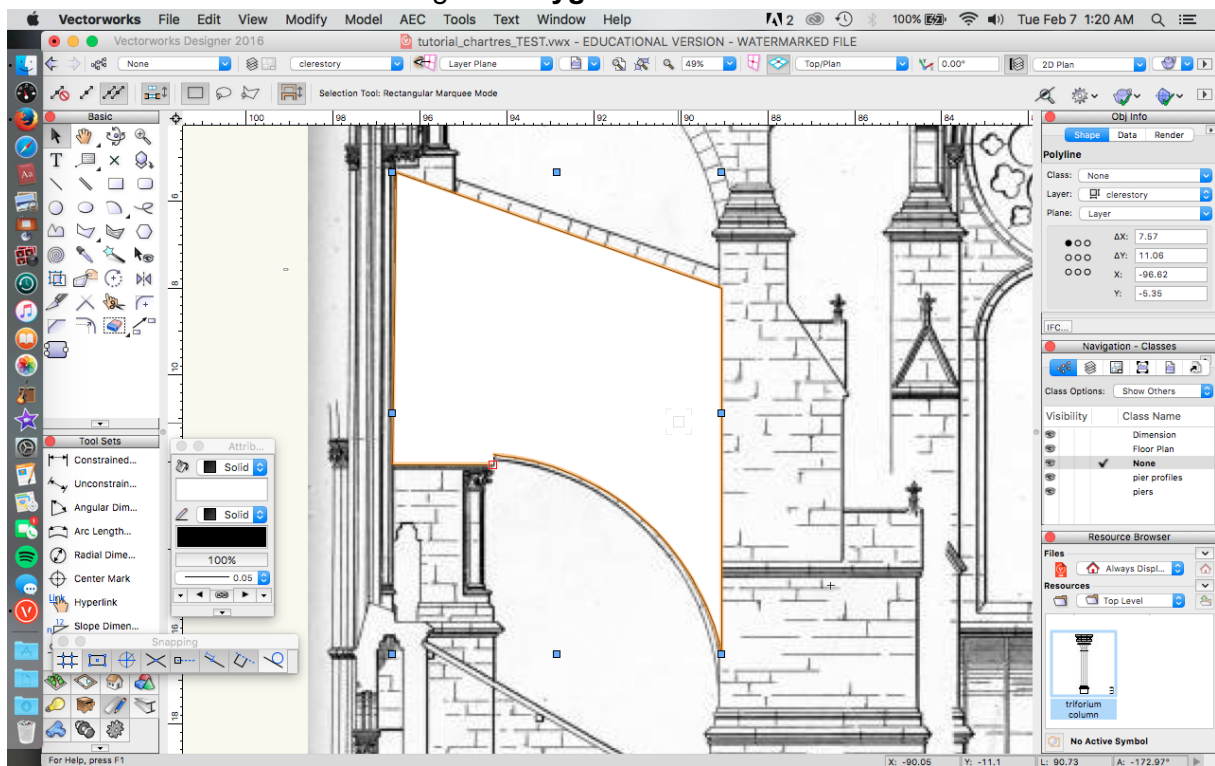 Vectorworks File Edit View Modify Model AEC Tools Text Window Help 2 100% Tue Feb 7 1:20 AM
Vectorworks Designer 2016 tutorial_chartres_TEST.vwx - EDUCATIONAL VERSION - WATERMARKED FILE
None clerestory Layer Plane 49% Top/Plan 0.00° 2D Plan
Selection Tool: Rectangular Marquee Mode
Basic
100 98 96 94 92 90 88 86 84
6
8
10
18
Tool Sets
Constrained...
Unconstrain...
Angular Dim...
Arc Length...
Radial Dime...
Center Mark
Hyperlink
Slope Dimen...
Attrib...
Solid
Solid
100%
0.05
Snapping
For Help, press F1
Obj Info
Shape Data Render
Polyline
Class: None
Layer: clerestory
Plane: Layer
ΔX: 7.57
ΔY: 11.06
X: -96.62
Y: -5.35
IFC...
Navigation - Classes
Class Options: Show Others
Visibility Class Name
Dimension
Floor Plan
None
pier profiles
piers
Resource Browser
Files
Always Displ...
Resources
Top Level
3
triforium
column
No Active Symbol
X: -90.05 Y: -11.1 L: 90.73 A: -172.97°